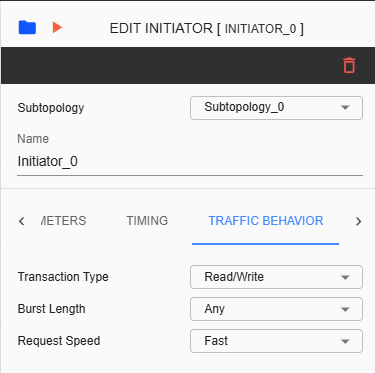 EDIT INITIATOR [ INITIATOR_0 ]
Subtopology Subtopology_0
Name
Initiator_0
METERS TIMING TRAFFIC BEHAVIOR
Transaction Type Read/Write
Burst Length Any
Request Speed Fast